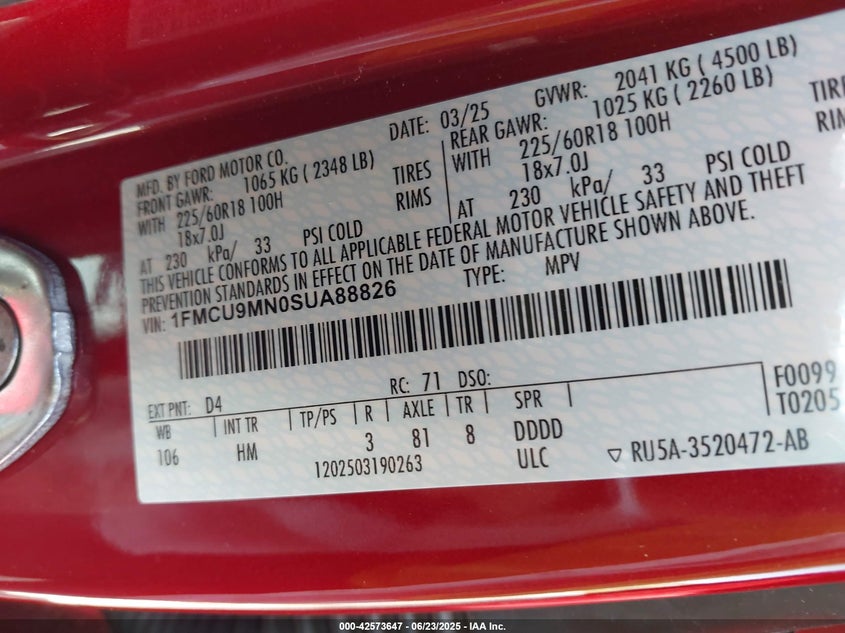 MFD. BY FORD MOTOR CO. DATE: 03/25 GVWR: 2041 KG ( 4500 LB)
FRONT GAWR: 1065 KG ( 2348 LB) REAR GAWR: 1025 KG ( 2260 LB)
WITH 225/60R18 100H TIRES WITH 225/60R18 100H TIRE
18x7.0J RIMS 18x7.0J RIMS
AT 230 kPa/ 33 PSI COLD AT 230 kPa/ 33 PSI COLD
THIS VEHICLE CONFORMS TO ALL APPLICABLE FEDERAL MOTOR VEHICLE SAFETY AND THEFT
PREVENTION STANDARDS IN EFFECT ON THE DATE OF MANUFACTURE SHOWN ABOVE.
VIN: 1FMCU9MN0SUA88826 TYPE: MPV
EXT PNT: D4 RC: 71 DSO: F0099
WB INT TR TP/PS R AXLE TR SPR T0205
106 HM 3 81 8 DDDD
1202503190263 ULC ▽ RU5A-3520472-AB
000-42573647 - 06/23/2025 - IAA Inc.